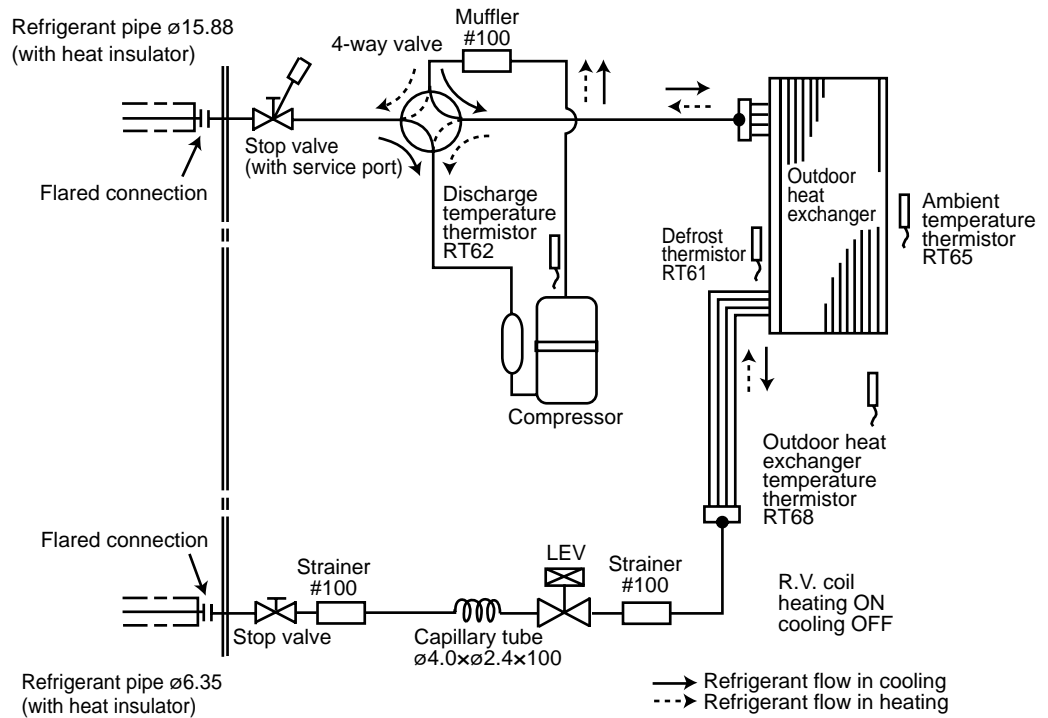 Refrigerant pipe ø15.88
(with heat insulator)
4-way valve
Muffler
#100
Stop valve
(with service port)
Flared connection
Discharge
temperature
thermistor
RT62
Outdoor
heat
exchanger
Ambient
temperature
thermistor
RT65
Defrost
thermistor
RT61
Compressor
Outdoor heat
exchanger
temperature
thermistor
RT68
Flared connection
Strainer
#100
LEV
Strainer
#100
R.V. coil
heating ON
cooling OFF
Stop valve
Capillary tube
ø4.0×ø2.4×100
Refrigerant pipe ø6.35
(with heat insulator)
Refrigerant flow in cooling
Refrigerant flow in heating